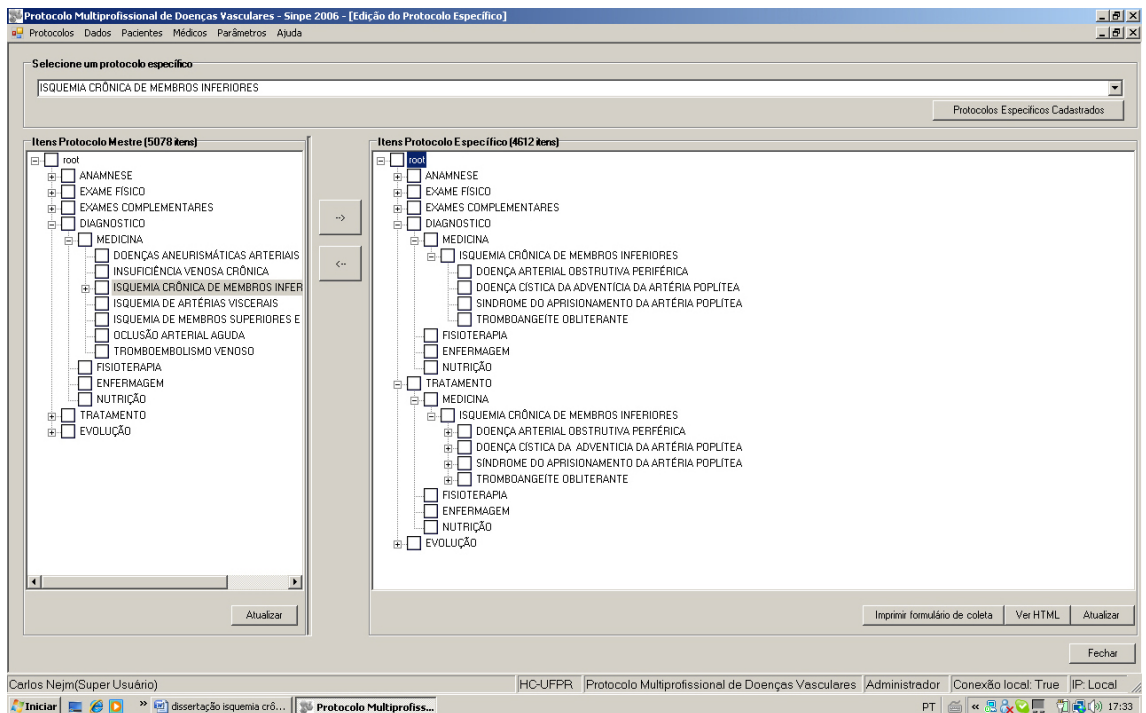 Protocolo Multiprofissional de Doenças Vasculares - Sinpe 2006 - [Edição do Protocolo Específico]
Protocolos Dados Pacientes Médicos Parâmetros Ajuda
Selecione um protocolo específico
ISQUEMIA CRÔNICA DE MEMBROS INFERIORES
Protocolos Específicos Cadastrados
Itens Protocolo Mestre (5078 itens)
root
ANAMNESE
EXAME FÍSICO
EXAMES COMPLEMENTARES
DIAGNOSTICO
MEDICINA
DOENÇAS ANEURISMÁTICAS ARTERIAIS
INSUFICIÊNCIA VENOSA CRÔNICA
ISQUEMIA CRÔNICA DE MEMBROS INFER
ISQUEMIA DE ARTÉRIAS VISCERAIS
ISQUEMIA DE MEMBROS SUPERIORES E
OCLUSÃO ARTERIAL AGUDA
TROMBOEMBOLISMO VENOSO
FISIOTERAPIA
ENFERMAGEM
NUTRIÇÃO
TRATAMENTO
EVOLUÇÃO
Atualizar
-->
<--
Itens Protocolo Específico (4612 itens)
root
ANAMNESE
EXAME FÍSICO
EXAMES COMPLEMENTARES
DIAGNOSTICO
MEDICINA
ISQUEMIA CRÔNICA DE MEMBROS INFERIORES
DOENÇA ARTERIAL OBSTRUTIVA PERIFÉRICA
DOENÇA CÍSTICA DA ADVENTÍCIA DA ARTÉRIA POPLÍTEA
SINDROME DO APRISIONAMENTO DA ARTÉRIA POPLÍTEA
TROMBOANGEÍTE OBLITERANTE
FISIOTERAPIA
ENFERMAGEM
NUTRIÇÃO
TRATAMENTO
MEDICINA
ISQUEMIA CRÔNICA DE MEMBROS INFERIORES
DOENÇA ARTERIAL OBSTRUTIVA PERFÉRICA
DOENÇA CÍSTICA DA ADVENTICIA DA ARTÉRIA POPLÍTEA
SÍNDROME DO APRISIONAMENTO DA ARTÉRIA POPLÍTEA
TROMBOANGEÍTE OBLITERANTE
FISIOTERAPIA
ENFERMAGEM
NUTRIÇÃO
EVOLUÇÃO
Imprimir formulário de coleta Ver HTML Atualizar
Fechar
Carlos Nejm(Super Usuário) HC-UFPR Protocolo Multiprofissional de Doenças Vasculares Administrador Conexão local: True IP: Local
Iniciar » dissertação isquemia crô... Protocolo Multiprofiss... PT « 17:33